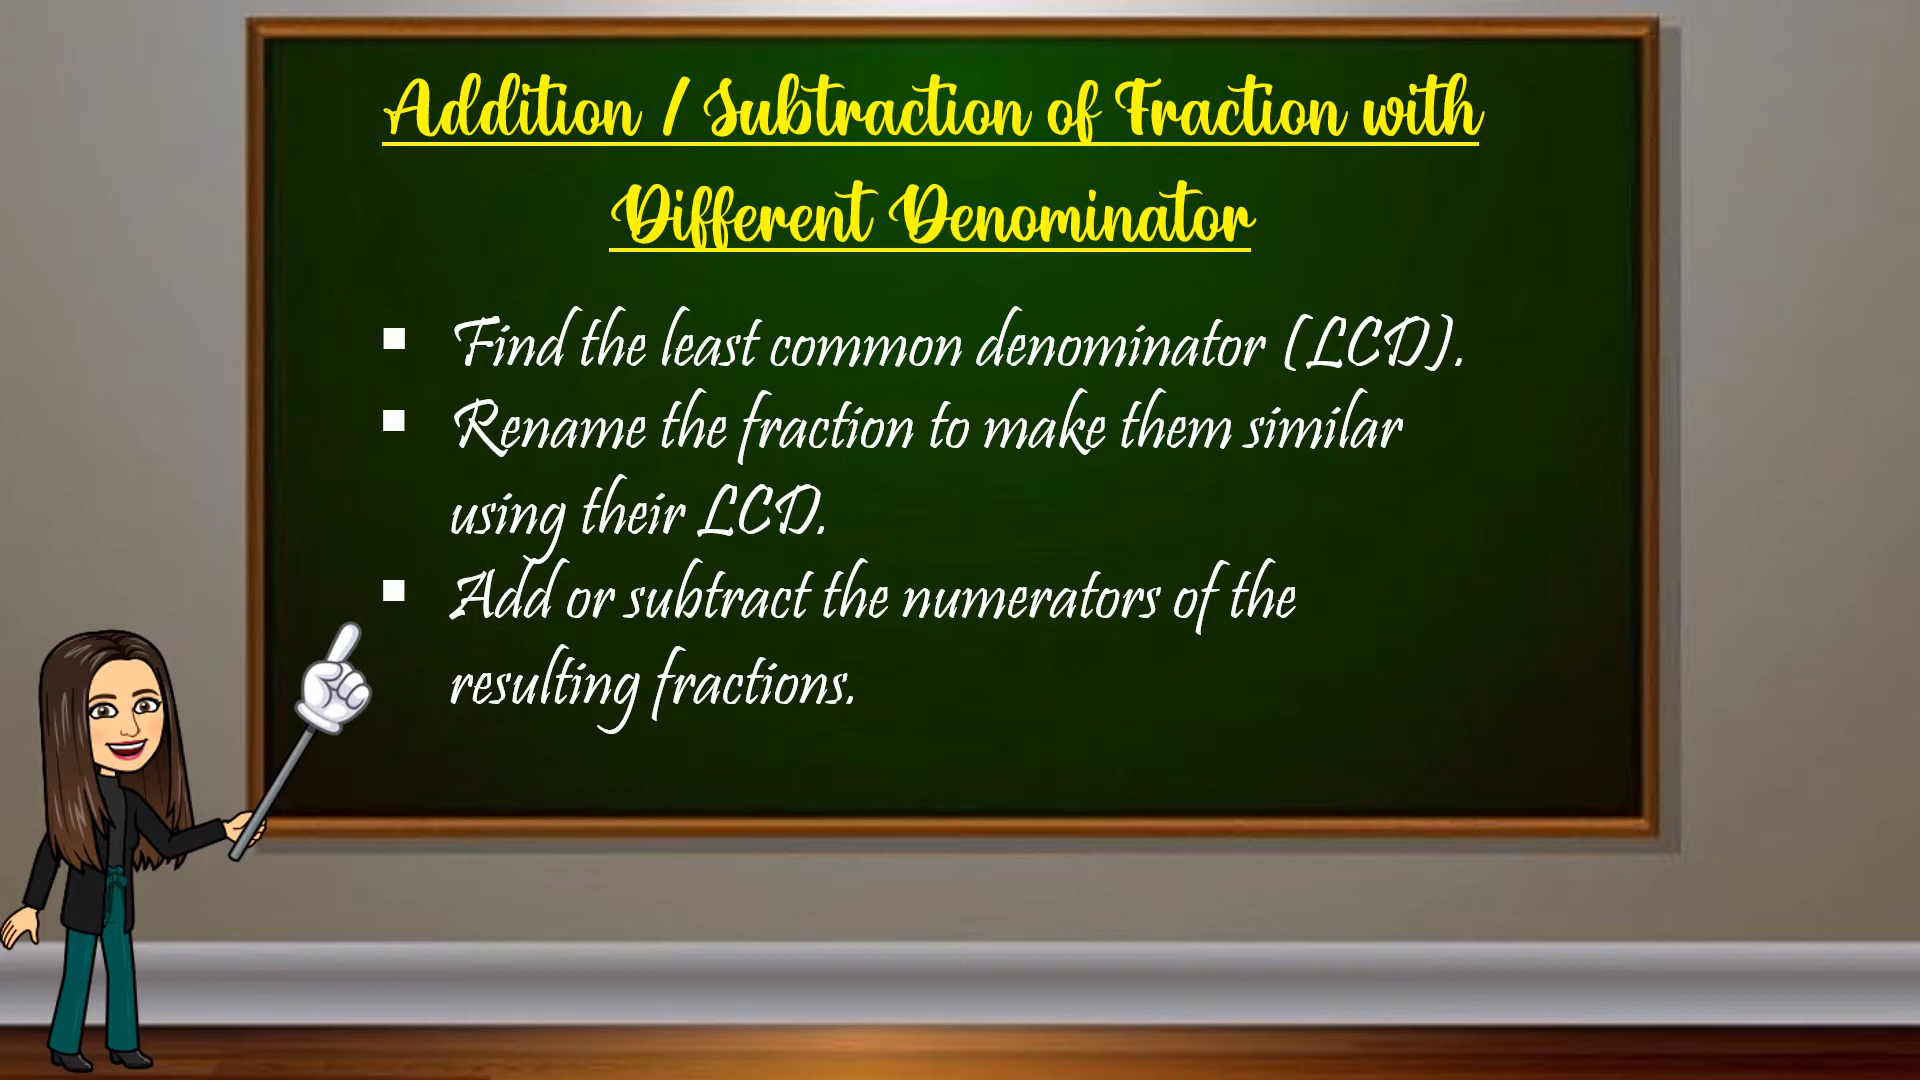 Addition / Subtraction of Fraction with
Different Denominator
▪ Find the least common denominator (LCD).
▪ Rename the fraction to make them similar
using their LCD.
▪ Add or subtract the numerators of the
resulting fractions.